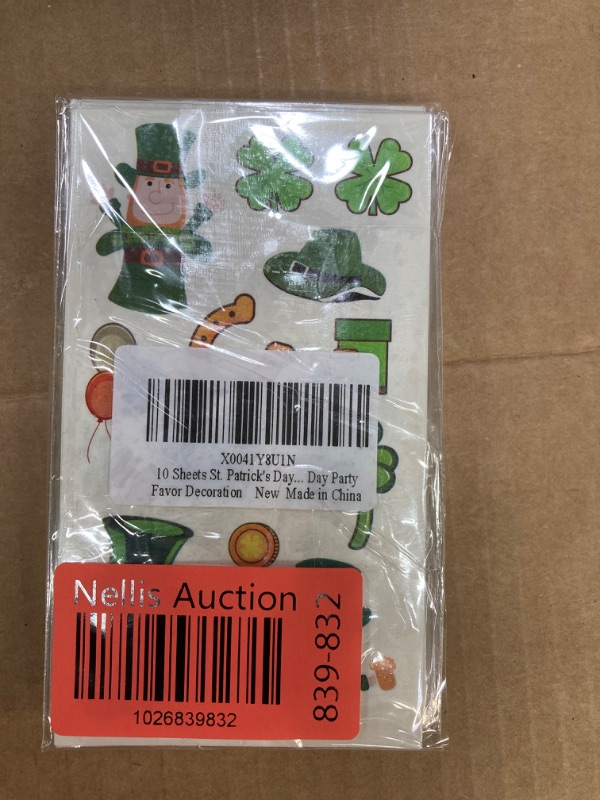 X0041Y8U1N
10 Sheets St. Patrick's Day... Day Party
Favor Decoration New Made in China
Nellis Auction
1026839832
839-832